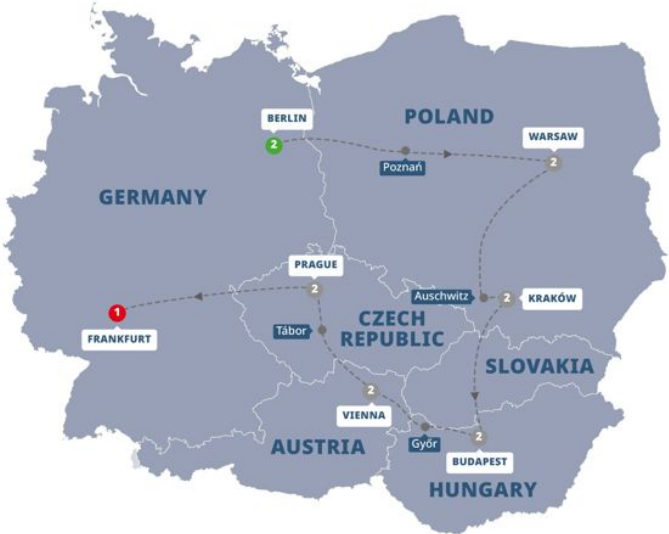 BERLIN
2
POLAND
WARSAW
2
Poznań
GERMANY
PRAGUE
2
Auschwitz
2
KRAKÓW
1
FRANKFURT
CZECH
REPUBLIC
Tábor
SLOVAKIA
2
VIENNA
Győr
2
BUDAPEST
AUSTRIA
HUNGARY